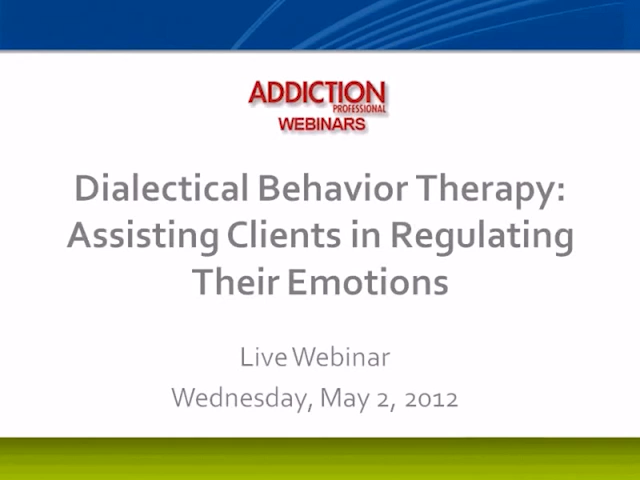 ADDICTION
PROFESSIONAL
WEBINARS
Dialectical Behavior Therapy:
Assisting Clients in Regulating
Their Emotions
Live Webinar
Wednesday, May 2, 2012